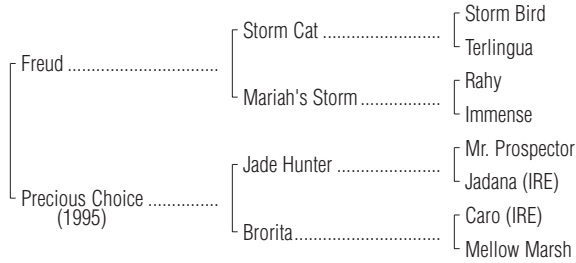 Storm Bird
Storm Cat ........................
Terlingua
Freud ................................
Rahy
Mariah's Storm .................
Immense
Mr. Prospector
Jade Hunter ......................
Jadana (IRE)
Precious Choice ...............
(1995)
Caro (IRE)
Brorita...............................
Mellow Marsh